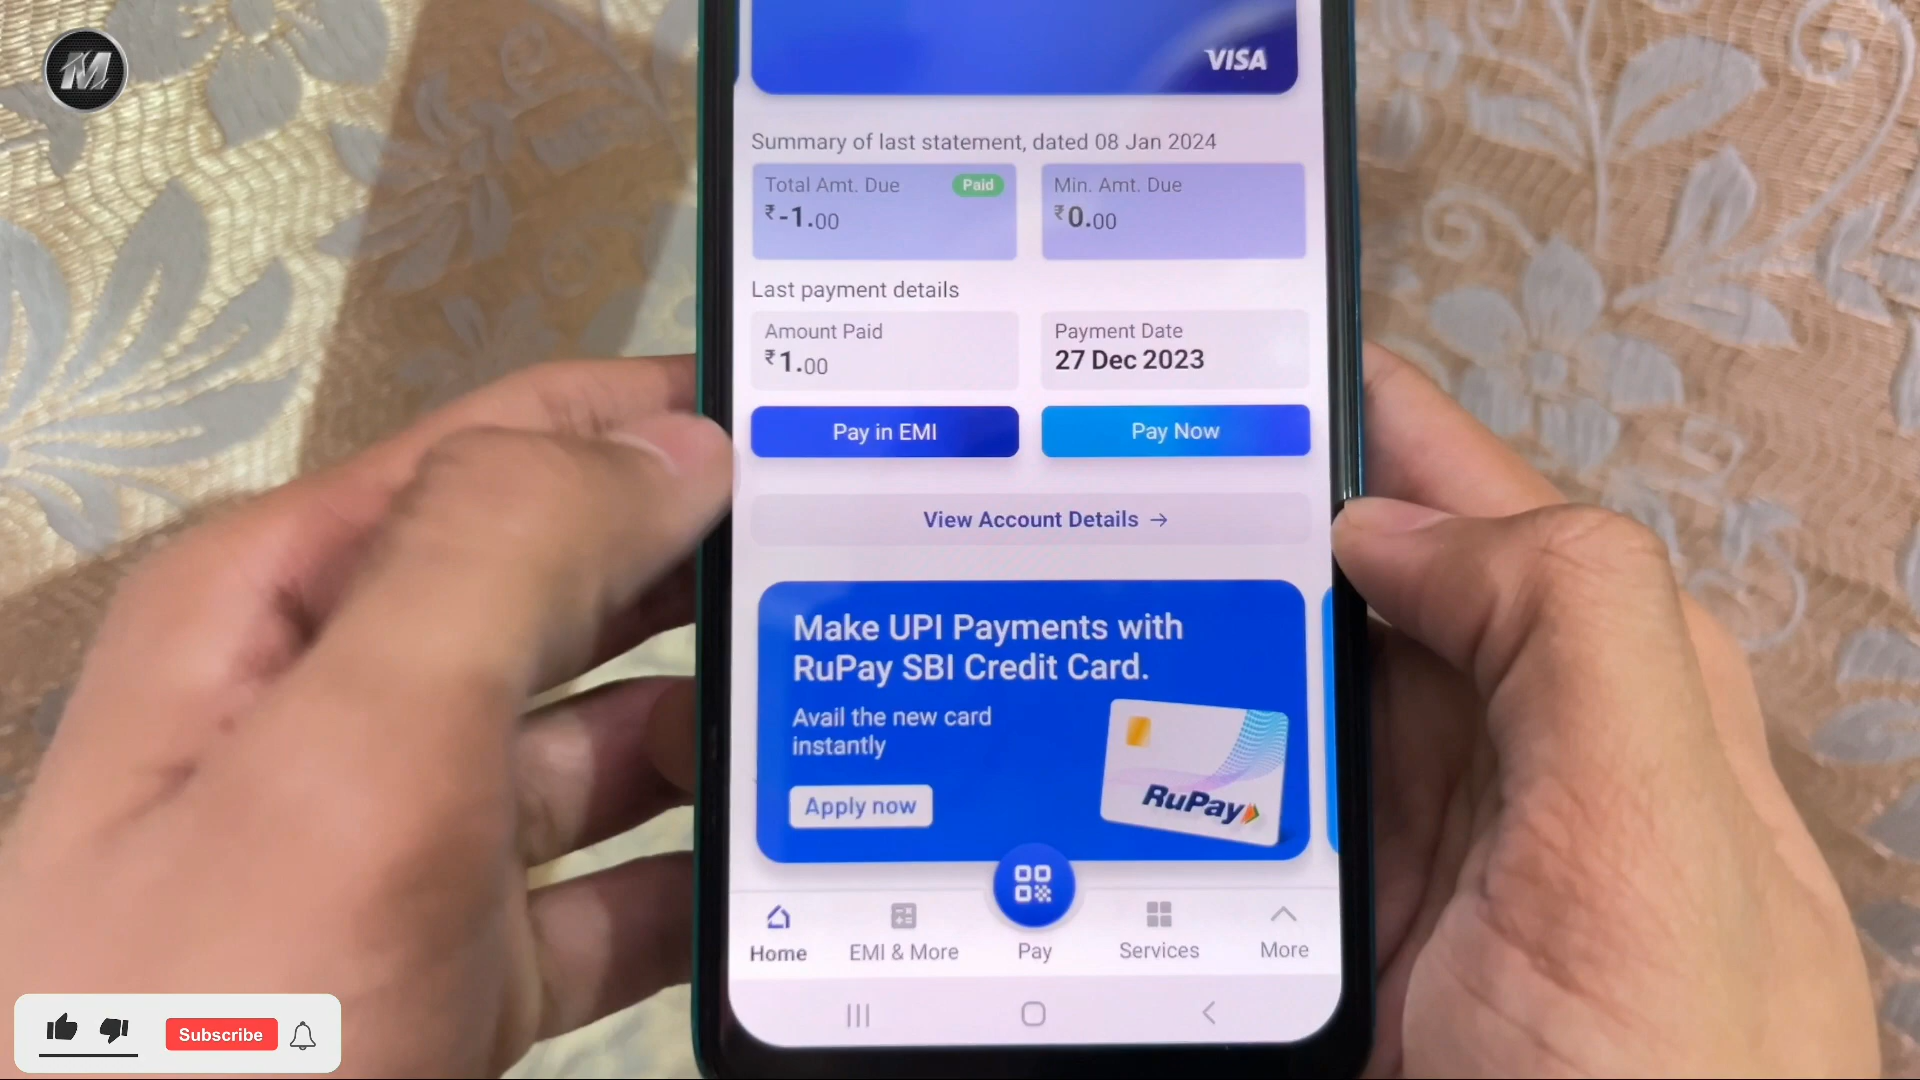 M
VISA
Summary of last statement, dated 08 Jan 2024
Total Amt. Due
Paid
₹-1.00
Min. Amt. Due
₹0.00
Last payment details
Amount Paid
₹1.00
Payment Date
27 Dec 2023
Pay in EMI
Pay Now
View Account Details →
Make UPI Payments with
RuPay SBI Credit Card.
Avail the new card
instantly
Apply now
RuPay
Home
EMI & More
Pay
Services
More
Subscribe